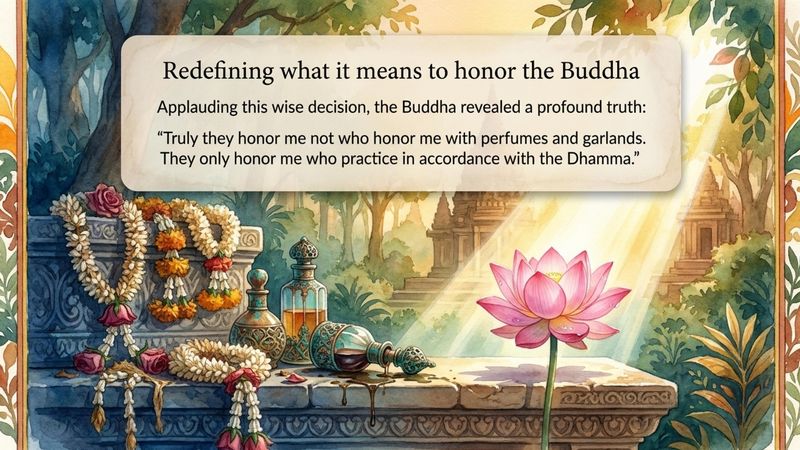 Redefining what it means to honor the Buddha
Applauding this wise decision, the Buddha revealed a profound truth:
“Truly they honor me not who honor me with perfumes and garlands.
They only honor me who practice in accordance with the Dhamma.”